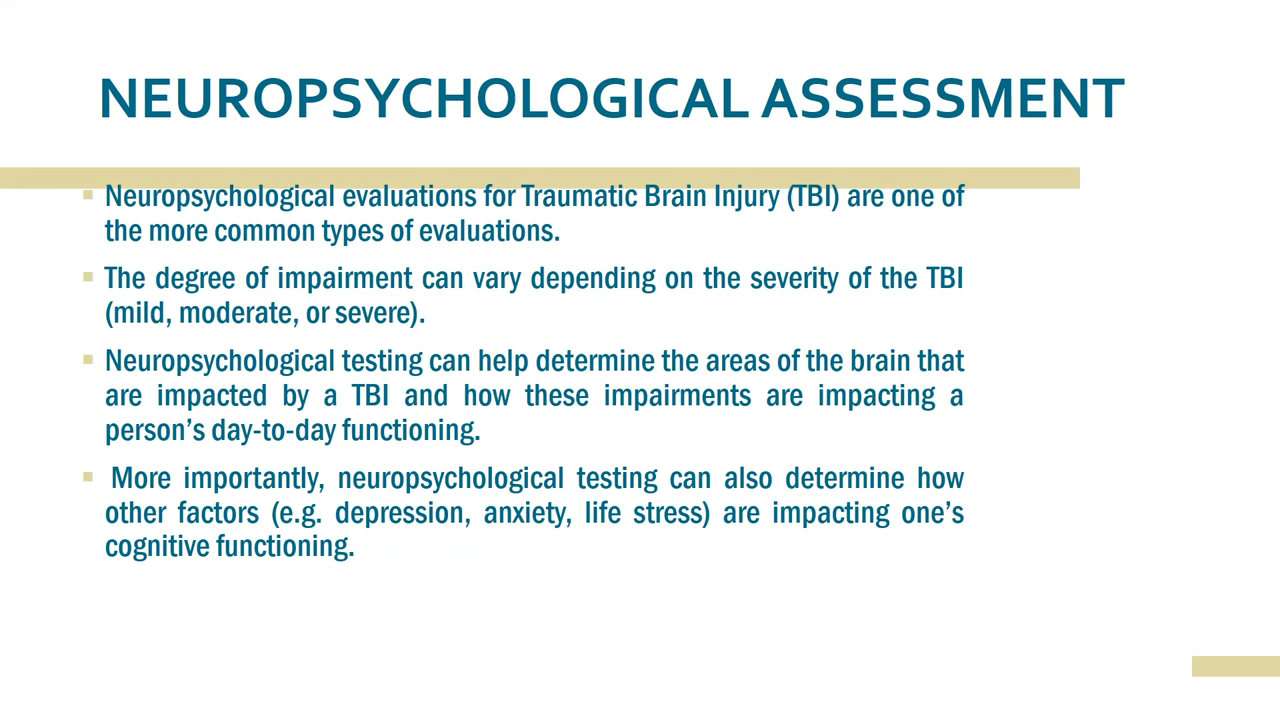 NEUROPSYCHOLOGICAL ASSESSMENT
Neuropsychological evaluations for Traumatic Brain Injury (TBI) are one of
the more common types of evaluations.
The degree of impairment can vary depending on the severity of the TBI
(mild, moderate, or severe).
Neuropsychological testing can help determine the areas of the brain that
are impacted by a TBI and how these impairments are impacting a
person’s day-to-day functioning.
More importantly, neuropsychological testing can also determine how
other factors (e.g. depression, anxiety, life stress) are impacting one’s
cognitive functioning.